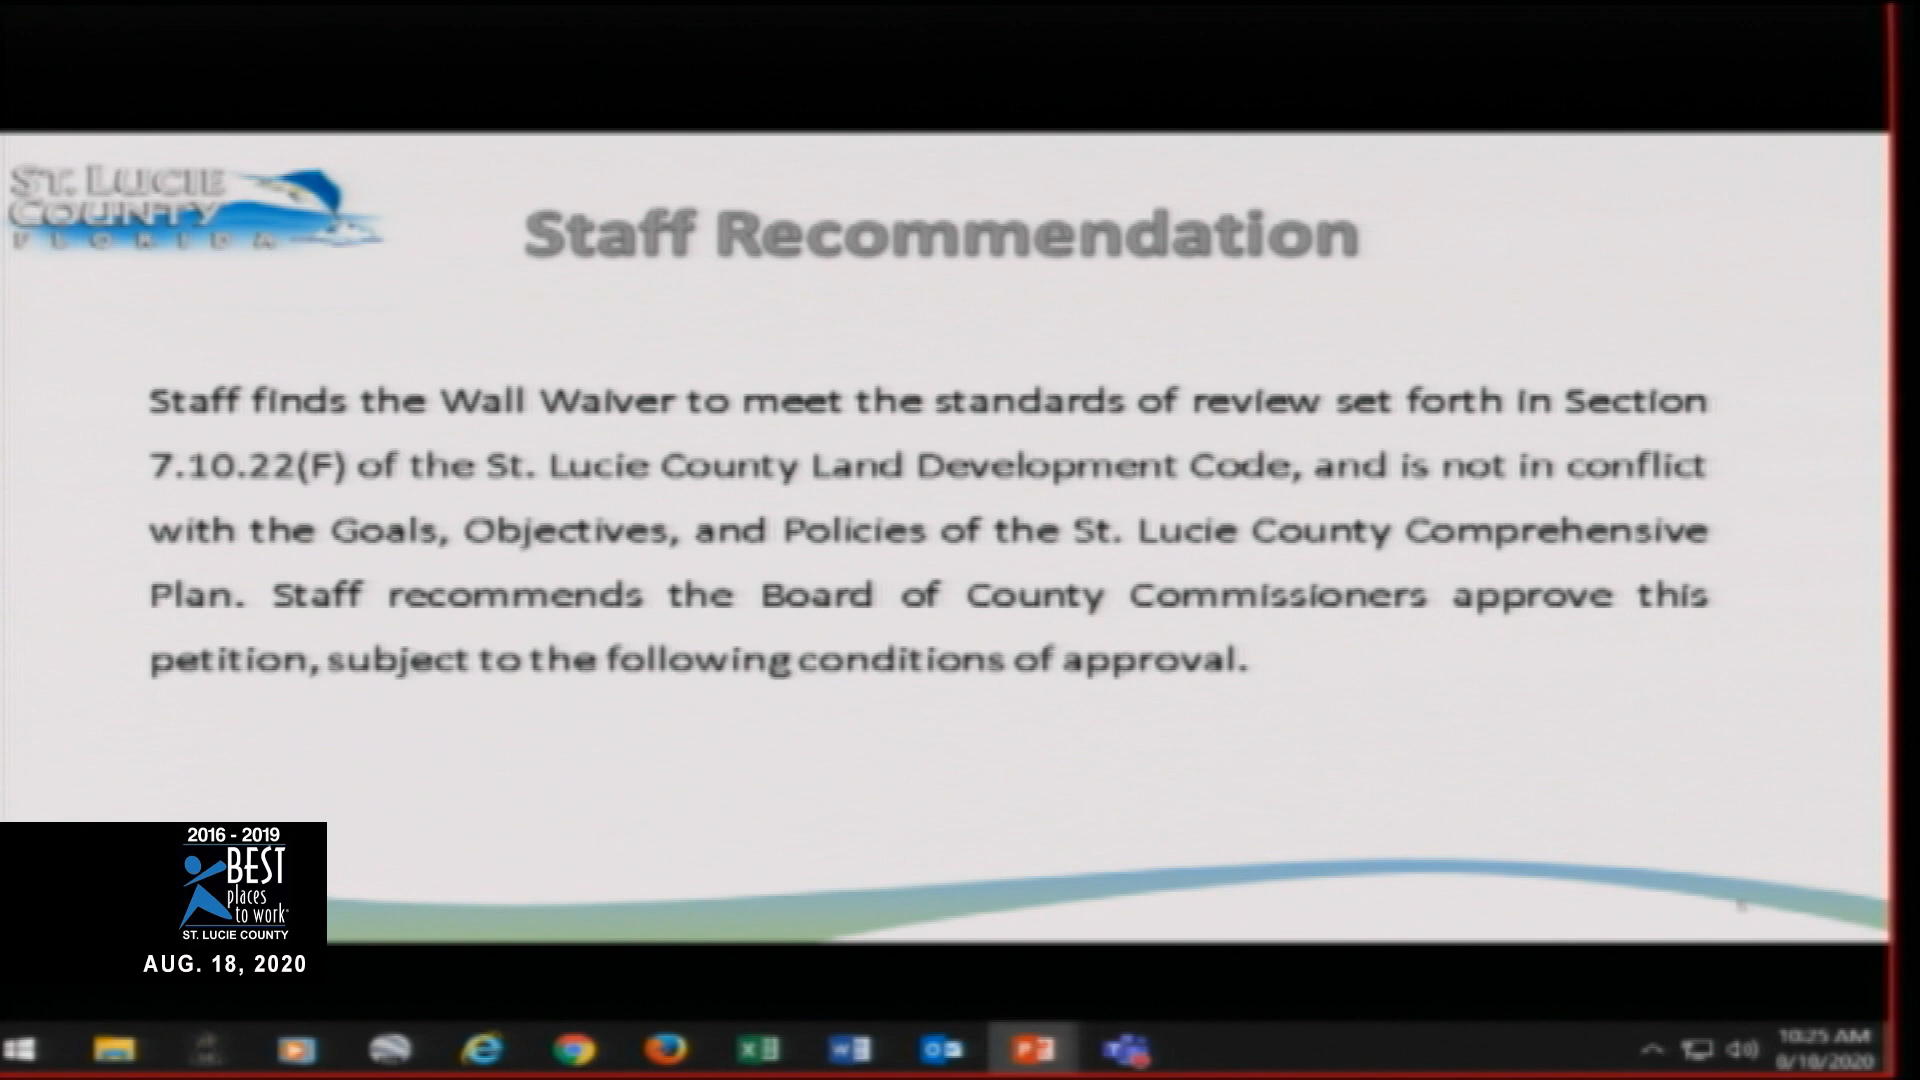 ST. LUCIE
COUNTY
FLORIDA
Staff Recommendation
Staff finds the Wall Waiver to meet the standards of review set forth in Section
7.10.22(F) of the St. Lucie County Land Development Code, and is not in conflict
with the Goals, Objectives, and Policies of the St. Lucie County Comprehensive
Plan. Staff recommends the Board of County Commissioners approve this
petition, subject to the following conditions of approval.
2016 - 2019
BEST
places
to work
ST. LUCIE COUNTY
AUG. 18, 2020
10:25 AM
8/18/2020